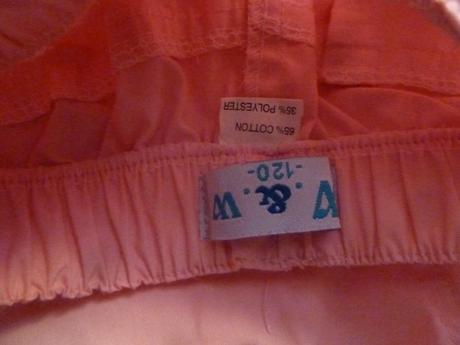 A.&.M
-120-
65% COTTON
35% POLYESTER